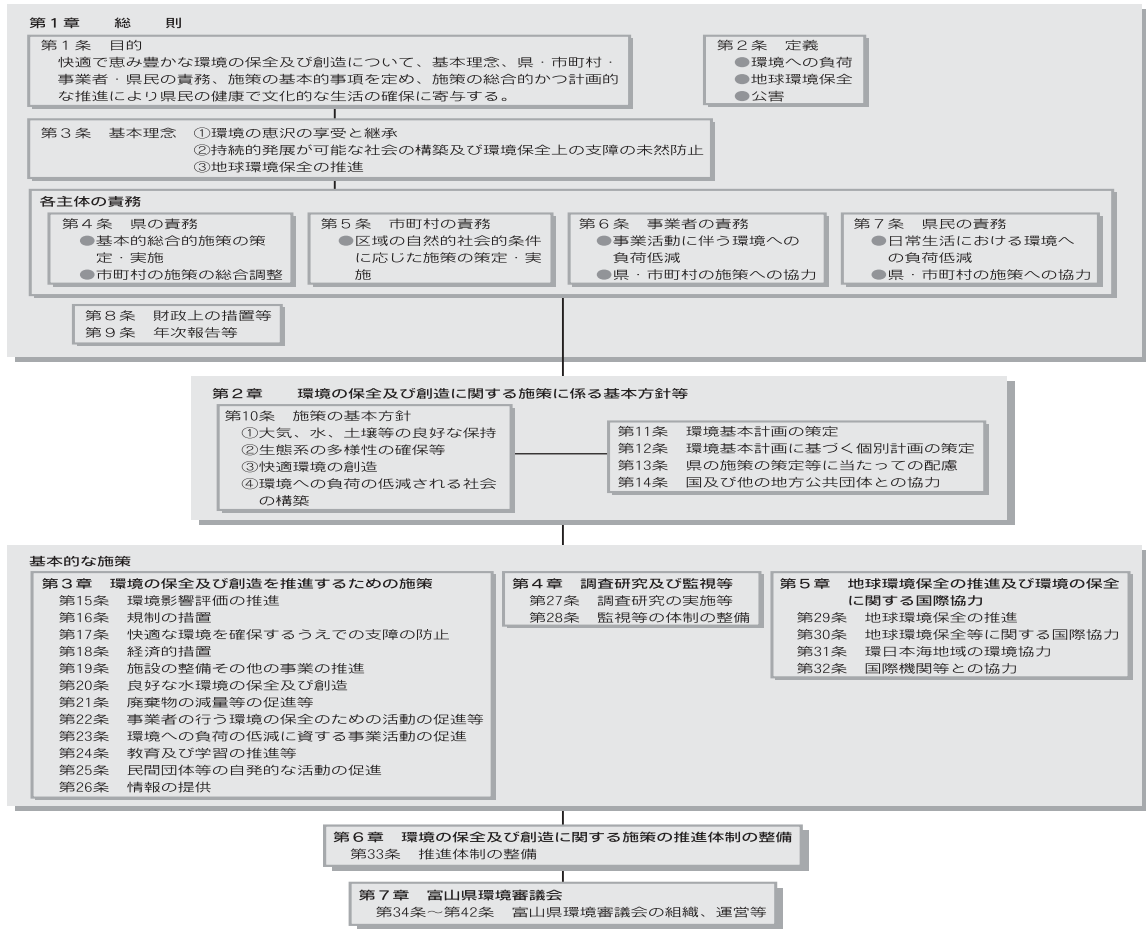 第1章　総　則
第1条　目的
快適で恵み豊かな環境の保全及び創造について、基本理念、県・市町村・
事業者・県民の責務、施策の基本的事項を定め、施策の総合的かつ計画的
な推進により県民の健康で文化的な生活の確保に寄与する。
第2条　定義
●環境への負荷
●地球環境保全
●公害
第3条　基本理念　①環境の恵沢の享受と継承
②持続的発展が可能な社会の構築及び環境保全上の支障の未然防止
③地球環境保全の推進
各主体の責務
第4条　県の責務
●基本的総合的施策の策
定・実施
●市町村の施策の総合調整
第5条　市町村の責務
●区域の自然的社会的条件
に応じた施策の策定・実
施
第6条　事業者の責務
●事業活動に伴う環境への
負荷低減
●県・市町村の施策への協力
第7条　県民の責務
●日常生活における環境へ
の負荷低減
●県・市町村の施策への協力
第8条　財政上の措置等
第9条　年次報告等
第2章　環境の保全及び創造に関する施策に係る基本方針等
第10条　施策の基本方針
①大気、水、土壌等の良好な保持
②生態系の多様性の確保等
③快適環境の創造
④環境への負荷の低減される社会
の構築
第11条　環境基本計画の策定
第12条　環境基本計画に基づく個別計画の策定
第13条　県の施策の策定等に当たっての配慮
第14条　国及び他の地方公共団体との協力
基本的な施策
第3章　環境の保全及び創造を推進するための施策
第15条　環境影響評価の推進
第16条　規制の措置
第17条　快適な環境を確保するうえでの支障の防止
第18条　経済的措置
第19条　施設の整備その他の事業の推進
第20条　良好な水環境の保全及び創造
第21条　廃棄物の減量等の促進等
第22条　事業者の行う環境の保全のための活動の促進等
第23条　環境への負荷の低減に資する事業活動の促進
第24条　教育及び学習の推進等
第25条　民間団体等の自発的な活動の促進
第26条　情報の提供
第4章　調査研究及び監視等
第27条　調査研究の実施等
第28条　監視等の体制の整備
第5章　地球環境保全の推進及び環境の保全
に関する国際協力
第29条　地球環境保全の推進
第30条　地球環境保全等に関する国際協力
第31条　環日本海地域の環境協力
第32条　国際機関等との協力
第6章　環境の保全及び創造に関する施策の推進体制の整備
第33条　推進体制の整備
第7章　富山県環境審議会
第34条～第42条　富山県環境審議会の組織、運営等